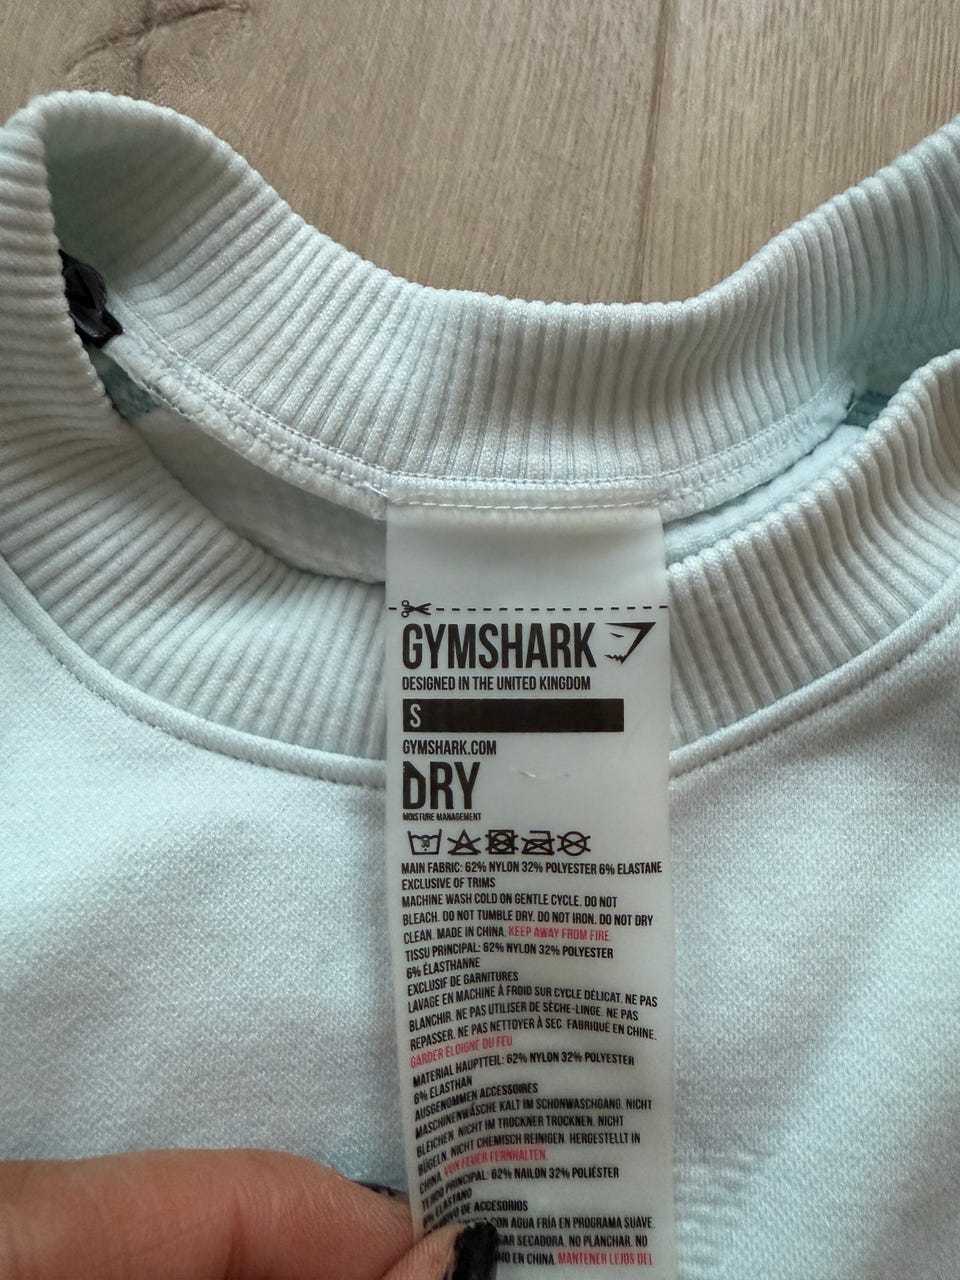 GYMSHARK
DESIGNED IN THE UNITED KINGDOM
S
GYMSHARK.COM
DRY
MOISTURE MANAGEMENT
30
MAIN FABRIC: 62% NYLON 32% POLYESTER 6% ELASTANE
EXCLUSIVE OF TRIMS
MACHINE WASH COLD ON GENTLE CYCLE. DO NOT
BLEACH. DO NOT TUMBLE DRY. DO NOT IRON. DO NOT DRY
CLEAN. MADE IN CHINA. KEEP AWAY FROM FIRE
TISSU PRINCIPAL: 62% NYLON 32% POLYESTER
6% ÉLASTHANNE
EXCLUSIF DE GARNITURES
LAVAGE EN MACHINE À FROID SUR CYCLE DÉLICAT. NE PAS
BLANCHIR. NE PAS UTILISER DE SÈCHE-LINGE. NE PAS
REPASSER. NE PAS NETTOYER À SEC. FABRIQUÉ EN CHINE.
GARDER ÉLOIGNÉ DU FEU
MATERIAL HAUPTTEIL: 62% NYLON 32% POLYESTER
6% ELASTHAN
AUSGENOMMEN ACCESSOIRES
MASCHINENWÄSCHE KALT IM SCHONWASCHGANG. NICHT
BLEICHEN. NICHT IM TROCKNER TROCKNEN. NICHT
BÜGELN. NICHT CHEMISCH REINIGEN. HERGESTELLT IN
CHINA. VON FEUER FERNHALTEN.
TEJIDO PRINCIPAL: 62% NAILON 32% POLIÉSTER
6% ELASTANO
DE ACCESORIOS
CON AGUA FRÍA EN PROGRAMA SUAVE.
SECADORA. NO PLANCHAR. NO
EN CHINA. MANTENER LEJOS DEL